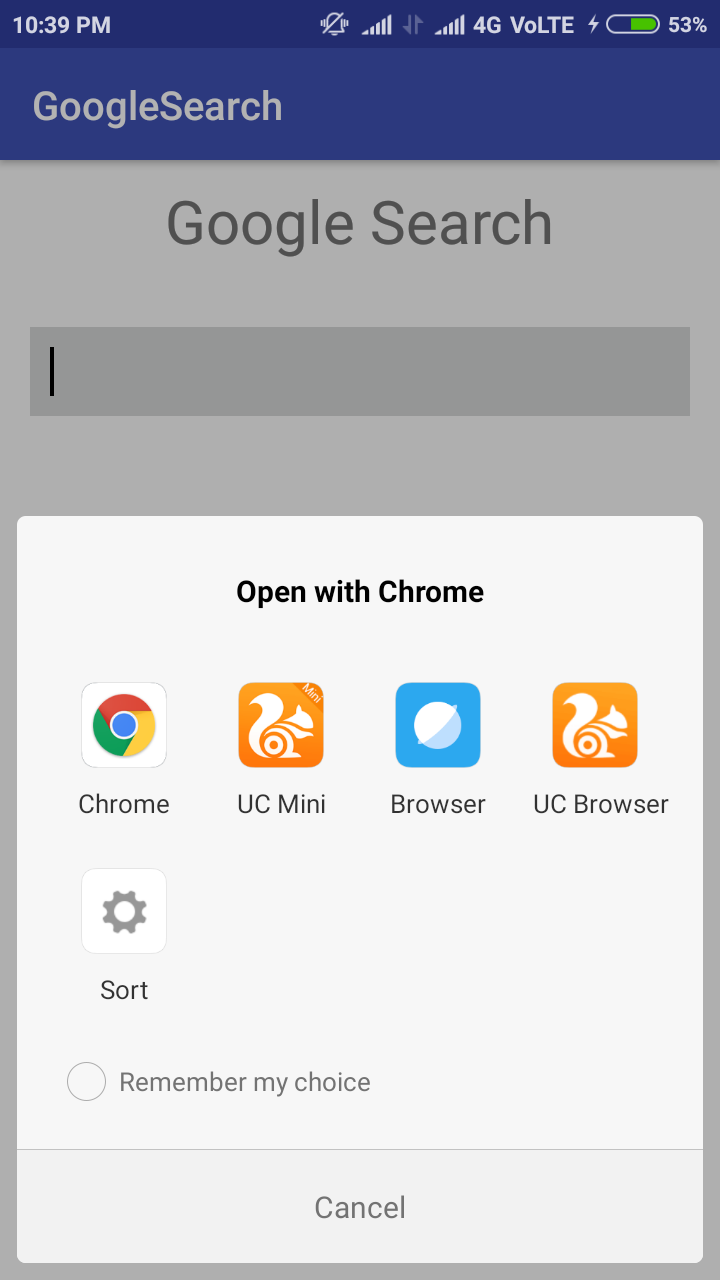 10:39 PM 4G VoLTE 53%
GoogleSearch
Google Search
Open with Chrome
Mini
Chrome UC Mini Browser UC Browser
Sort
Remember my choice
Cancel